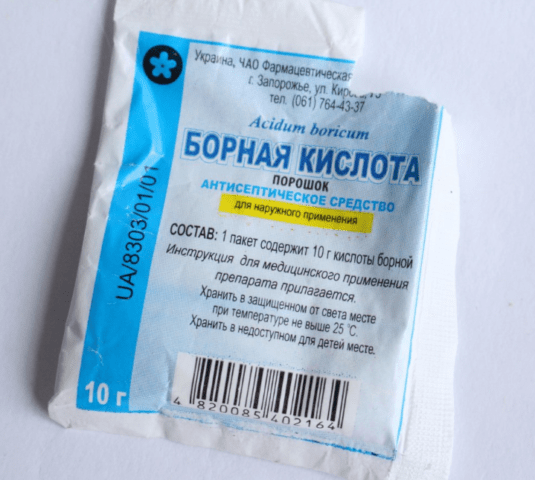 Украина, ЧАО Фармацевтическая
г. Запорожье, ул.
тел. (061) 764-43-37
Acidum boricum
БОРНАЯ КИСЛОТА
ПОРОШОК
АНТИСЕПТИЧЕСКОЕ СРЕДСТВО
для наружного применения
СОСТАВ: 1 пакет содержит 10 г кислоты борной
Инструкция для медицинского применения
препарата прилагается.
Хранить в защищенном от света месте
при температуре не выше 25 °С.
Хранить в недоступном для детей месте.
UA/8303/01/01
10 г
4 820085 402164